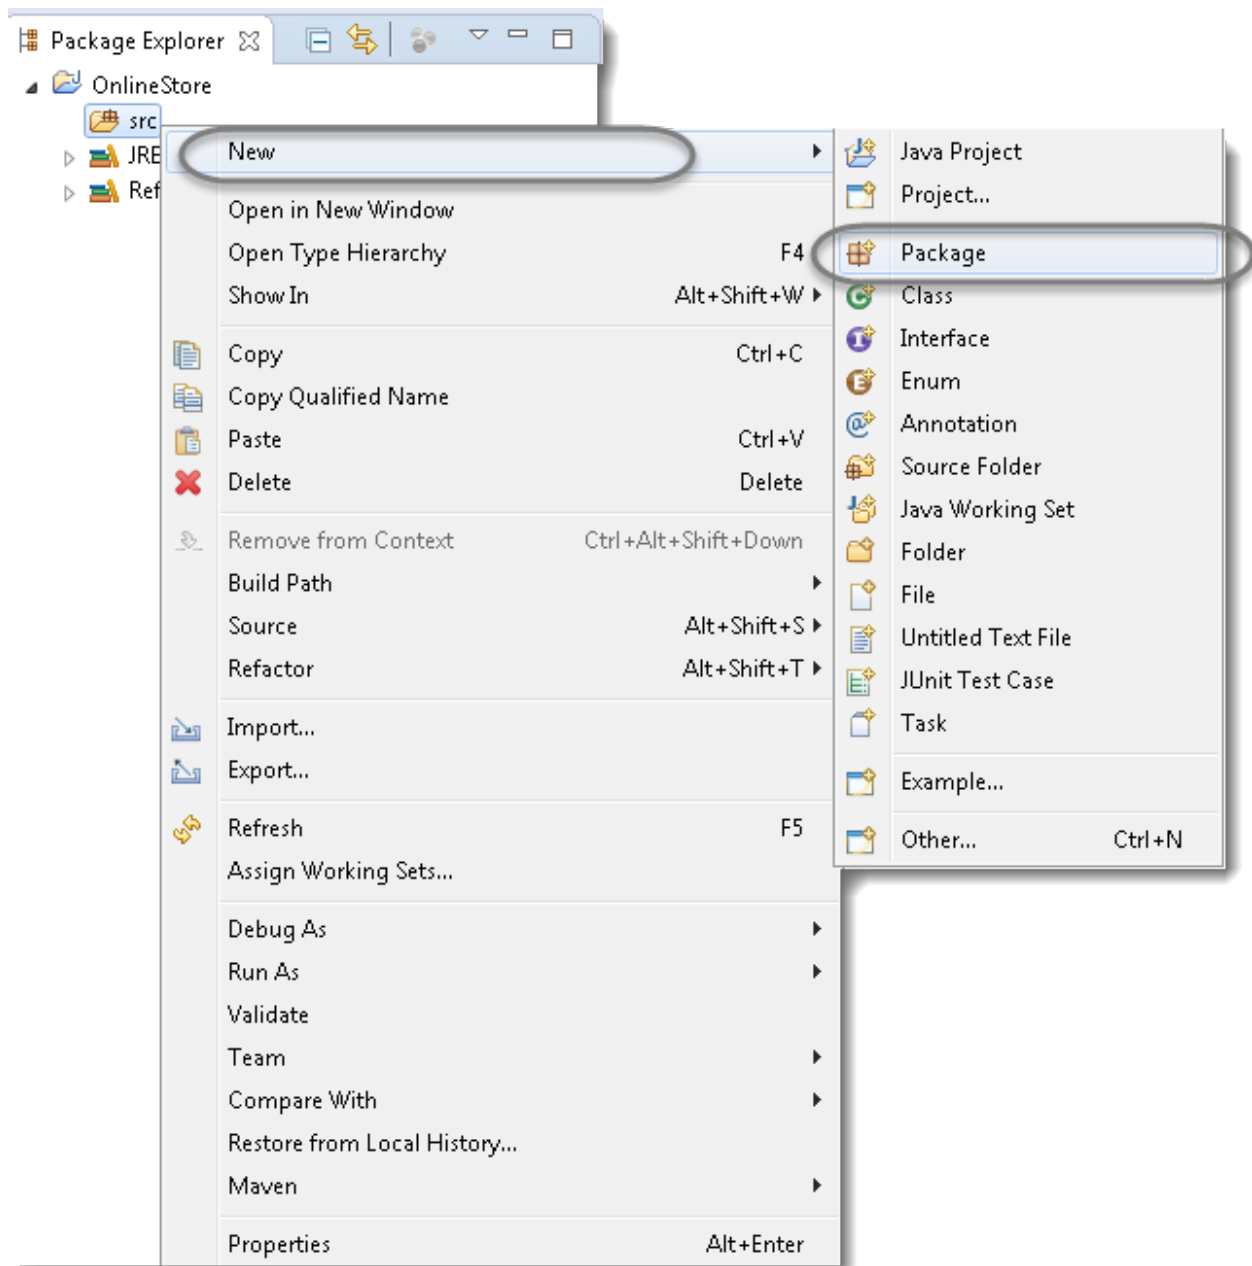 Package Explorer
OnlineStore
src
JRE
Ref
New
Open in New Window
Open Type Hierarchy F4
Show In Alt+Shift+W
Copy Ctrl+C
Copy Qualified Name
Paste Ctrl+V
Delete Delete
Remove from Context Ctrl+Alt+Shift+Down
Build Path
Source Alt+Shift+S
Refactor Alt+Shift+T
Import...
Export...
Refresh F5
Assign Working Sets...
Debug As
Run As
Validate
Team
Compare With
Restore from Local History...
Maven
Properties Alt+Enter
Java Project
Project...
Package
Class
Interface
Enum
Annotation
Source Folder
Java Working Set
Folder
File
Untitled Text File
JUnit Test Case
Task
Example...
Other... Ctrl+N